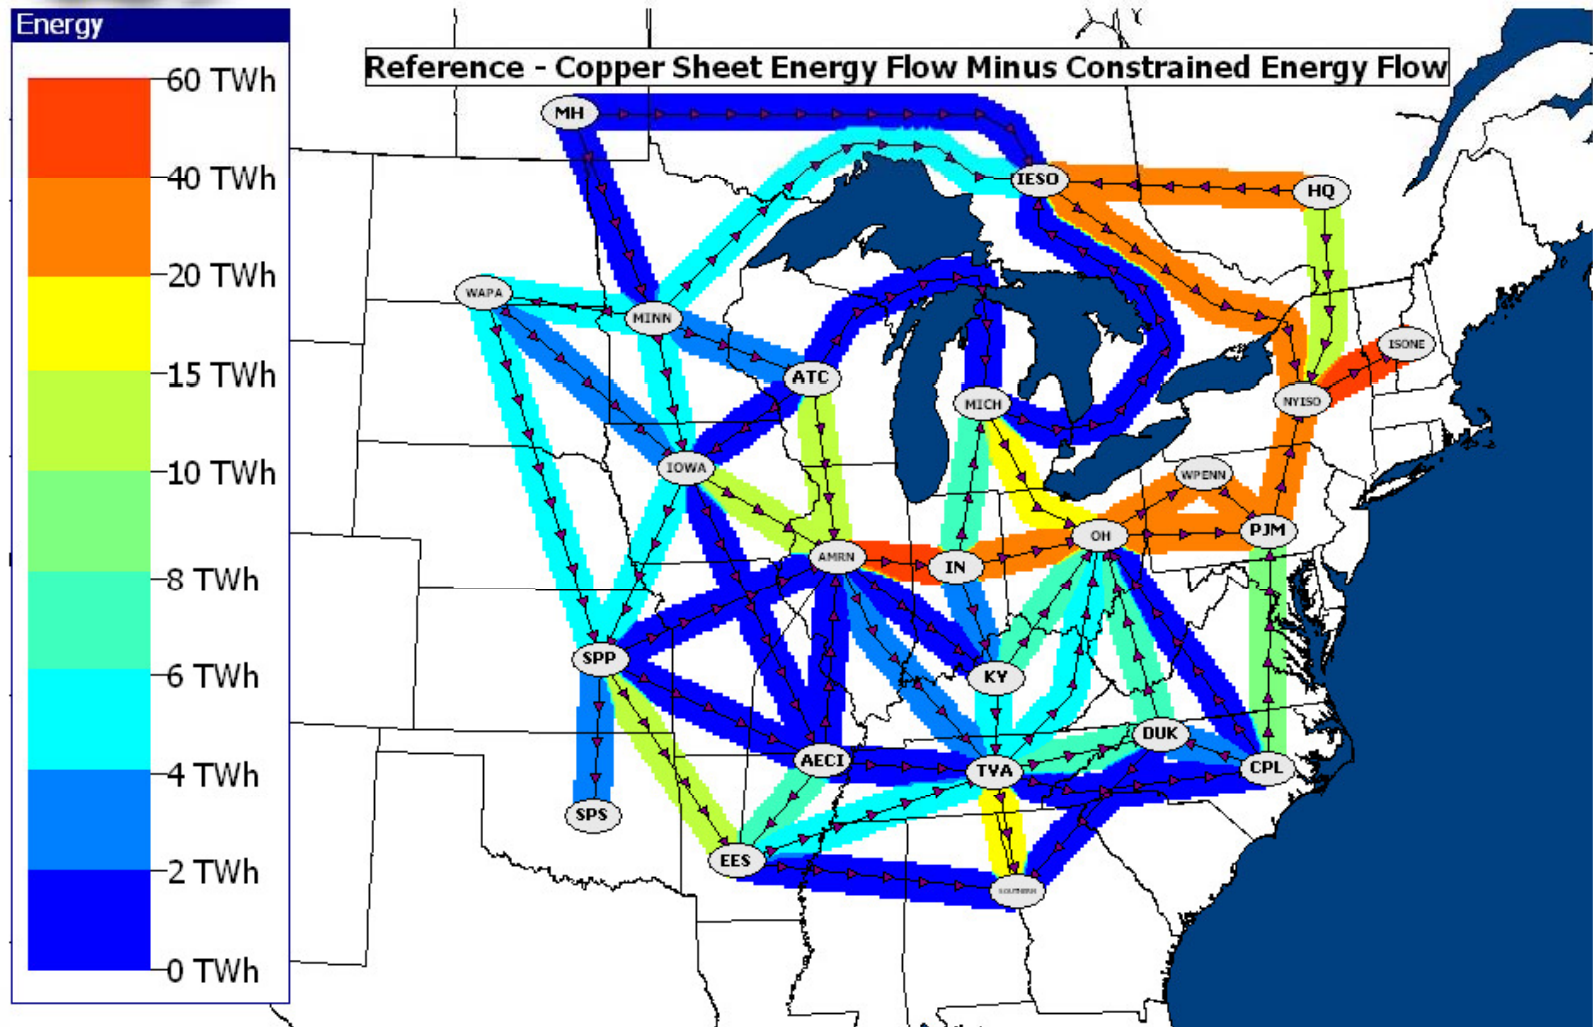 Energy
60 TWh
40 TWh
20 TWh
15 TWh
10 TWh
8 TWh
6 TWh
4 TWh
2 TWh
0 TWh
Reference - Copper Sheet Energy Flow Minus Constrained Energy Flow
MH
IESO
HQ
WAPA
MINN
ISONE
ATC
MICH
NYISO
IOWA
WPENN
OH
PJM
AMRN
IN
SPP
KY
DUK
AECI
TVA
CPL
SPS
EES
SOUTHERN